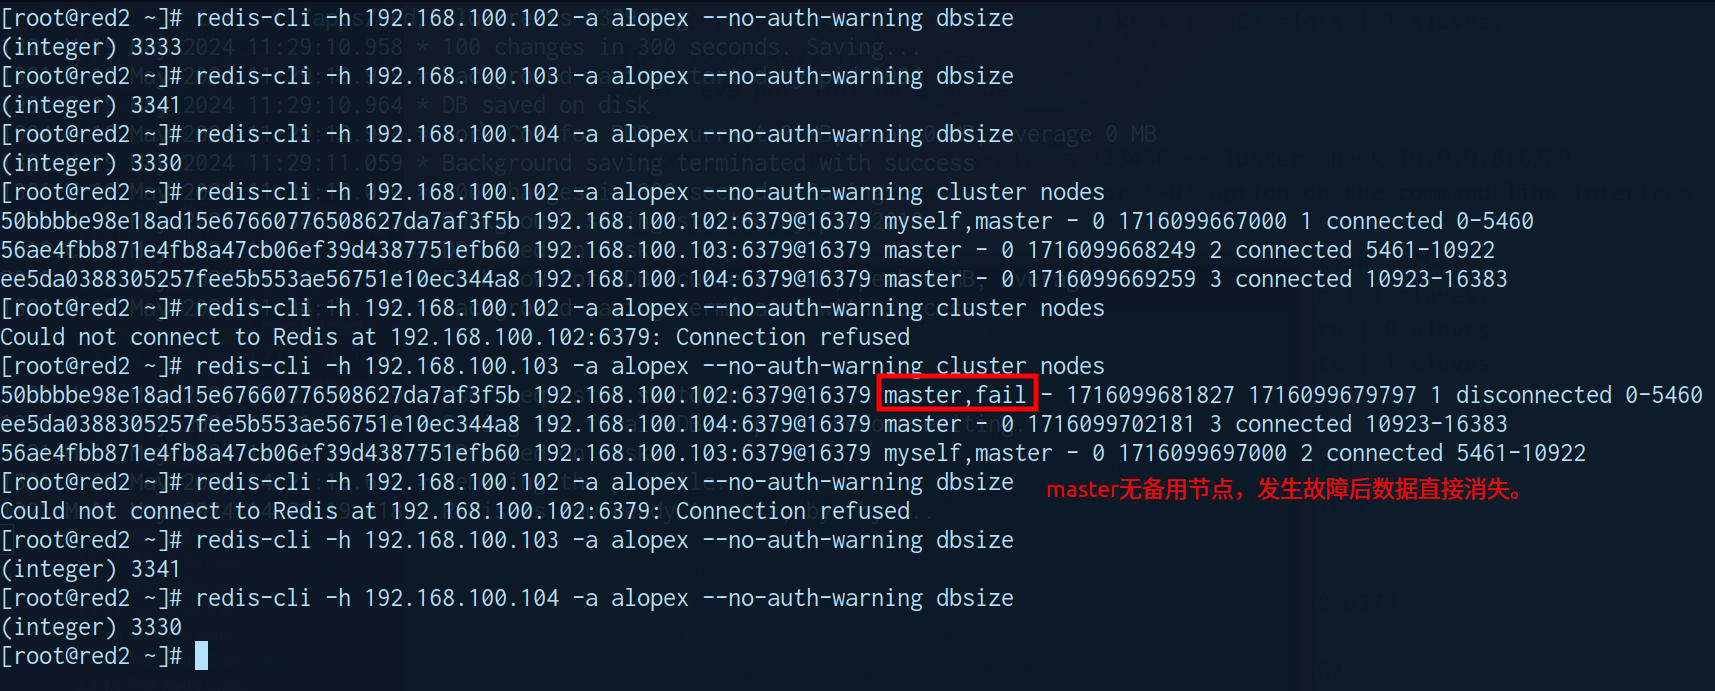 [root@red2 ~]# redis-cli -h 192.168.100.102 -a alopex --no-auth-warning dbsize
(integer) 3333
[root@red2 ~]# redis-cli -h 192.168.100.103 -a alopex --no-auth-warning dbsize
(integer) 3341
[root@red2 ~]# redis-cli -h 192.168.100.104 -a alopex --no-auth-warning dbsize
(integer) 3330
[root@red2 ~]# redis-cli -h 192.168.100.102 -a alopex --no-auth-warning cluster nodes
50bbbbe98e18ad15e67660776508627da7af3f5b 192.168.100.102:6379@16379 myself,master - 0 1716099667000 1 connected 0-5460
56ae4fbb871e4fb8a47cb06ef39d4387751efb60 192.168.100.103:6379@16379 master - 0 1716099668249 2 connected 5461-10922
ee5da0388305257fee5b553ae56751e10ec344a8 192.168.100.104:6379@16379 master - 0 1716099669259 3 connected 10923-16383
[root@red2 ~]# redis-cli -h 192.168.100.102 -a alopex --no-auth-warning cluster nodes
Could not connect to Redis at 192.168.100.102:6379: Connection refused
[root@red2 ~]# redis-cli -h 192.168.100.103 -a alopex --no-auth-warning cluster nodes
50bbbbe98e18ad15e67660776508627da7af3f5b 192.168.100.102:6379@16379 master,fail - 1716099681827 1716099679797 1 disconnected 0-5460
ee5da0388305257fee5b553ae56751e10ec344a8 192.168.100.104:6379@16379 master - 0 1716099702181 3 connected 10923-16383
56ae4fbb871e4fb8a47cb06ef39d4387751efb60 192.168.100.103:6379@16379 myself,master - 0 1716099697000 2 connected 5461-10922
[root@red2 ~]# redis-cli -h 192.168.100.102 -a alopex --no-auth-warning dbsize
master无备用节点，发生故障后数据直接消失。
Could not connect to Redis at 192.168.100.102:6379: Connection refused
[root@red2 ~]# redis-cli -h 192.168.100.103 -a alopex --no-auth-warning dbsize
(integer) 3341
[root@red2 ~]# redis-cli -h 192.168.100.104 -a alopex --no-auth-warning dbsize
(integer) 3330
[root@red2 ~]#